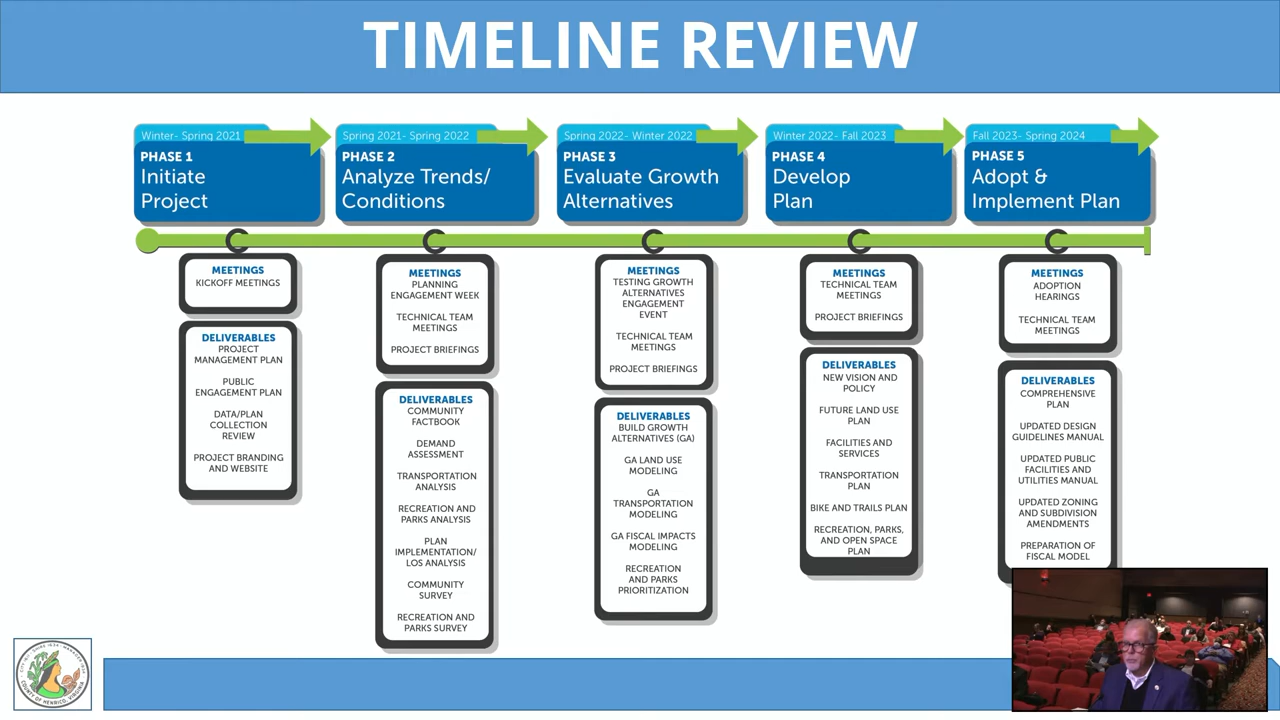 TIMELINE REVIEW
Winter- Spring 2021
PHASE 1
Initiate
Project
Spring 2021- Spring 2022
PHASE 2
Analyze Trends/
Conditions
Spring 2022- Winter 2022
PHASE 3
Evaluate Growth
Alternatives
Winter 2022- Fall 2023
PHASE 4
Develop
Plan
Fall 2023- Spring 2024
PHASE 5
Adopt &
Implement Plan
MEETINGS
KICKOFF MEETINGS
DELIVERABLES
PROJECT
MANAGEMENT PLAN
PUBLIC
ENGAGEMENT PLAN
DATA/PLAN
COLLECTION
REVIEW
PROJECT BRANDING
AND WEBSITE
MEETINGS
PLANNING
ENGAGEMENT WEEK
TECHNICAL TEAM
MEETINGS
PROJECT BRIEFINGS
DELIVERABLES
COMMUNITY
FACTBOOK
DEMAND
ASSESSMENT
TRANSPORTATION
ANALYSIS
RECREATION AND
PARKS ANALYSIS
PLAN
IMPLEMENTATION/
LOS ANALYSIS
COMMUNITY
SURVEY
RECREATION AND
PARKS SURVEY
MEETINGS
TESTING GROWTH
ALTERNATIVES
ENGAGEMENT
EVENT
TECHNICAL TEAM
MEETINGS
PROJECT BRIEFINGS
DELIVERABLES
BUILD GROWTH
ALTERNATIVES (GA)
GA LAND USE
MODELING
GA
TRANSPORTATION
MODELING
GA FISCAL IMPACTS
MODELING
RECREATION
AND PARKS
PRIORITIZATION
MEETINGS
TECHNICAL TEAM
MEETINGS
PROJECT BRIEFINGS
DELIVERABLES
NEW VISION AND
POLICY
FUTURE LAND USE
PLAN
FACILITIES AND
SERVICES
TRANSPORTATION
PLAN
BIKE AND TRAILS PLAN
RECREATION, PARKS,
AND OPEN SPACE
PLAN
MEETINGS
ADOPTION
HEARINGS
TECHNICAL TEAM
MEETINGS
DELIVERABLES
COMPREHENSIVE
PLAN
UPDATED DESIGN
GUIDELINES MANUAL
UPDATED PUBLIC
FACILITIES AND
UTILITIES MANUAL
UPDATED ZONING
AND SUBDIVISION
AMENDMENTS
PREPARATION OF
FISCAL MODEL
COUNTY OF HENRICO, VIRGINIA